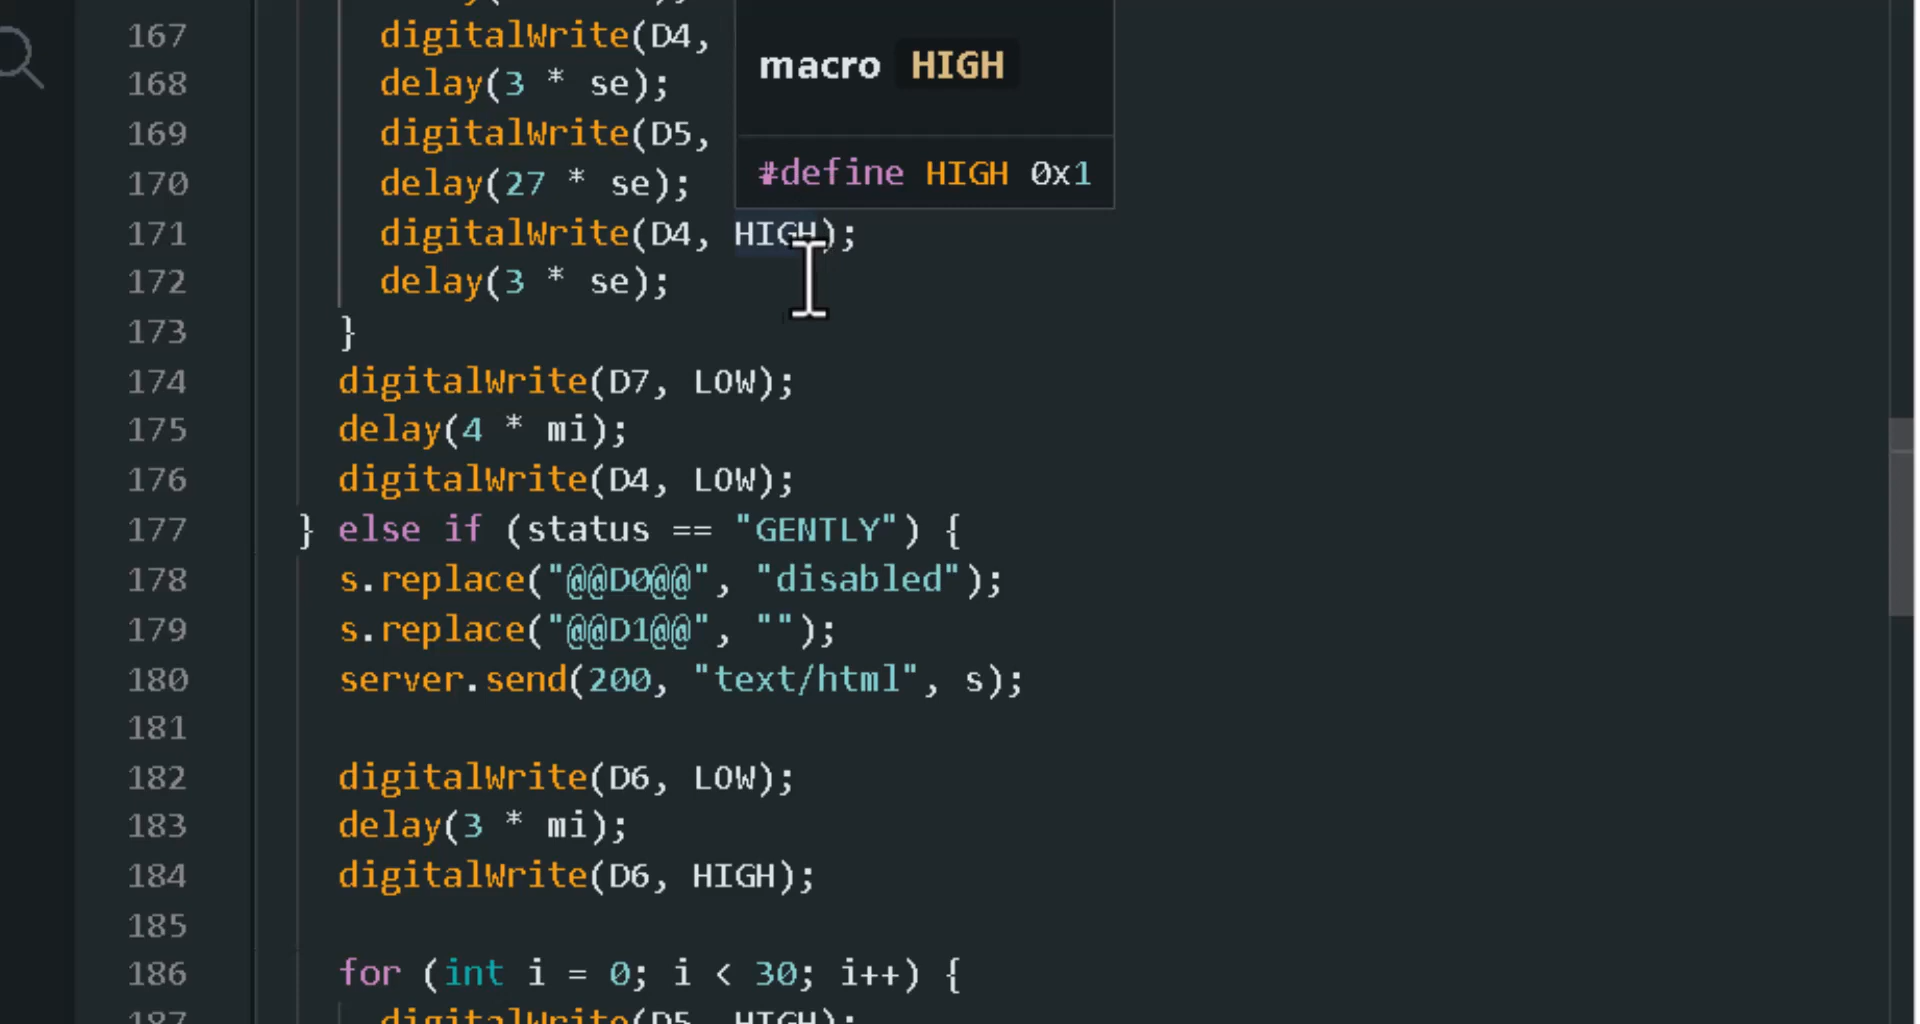 167 digitalWrite(D4,
168 delay(3 * se);
169 digitalWrite(D5,
170 delay(27 * se);
macro HIGH
#define HIGH 0x1
171 digitalWrite(D4, HIGH);
172 delay(3 * se);
173 }
174 digitalWrite(D7, LOW);
175 delay(4 * mi);
176 digitalWrite(D4, LOW);
177 } else if (status == "GENTLY") {
178 s.replace("@@D0@@", "disabled");
179 s.replace("@@D1@@", "");
180 server.send(200, "text/html", s);
181
182 digitalWrite(D6, LOW);
183 delay(3 * mi);
184 digitalWrite(D6, HIGH);
185
186 for (int i = 0; i < 30; i++) {
187 digitalWrite(D5, HIGH);